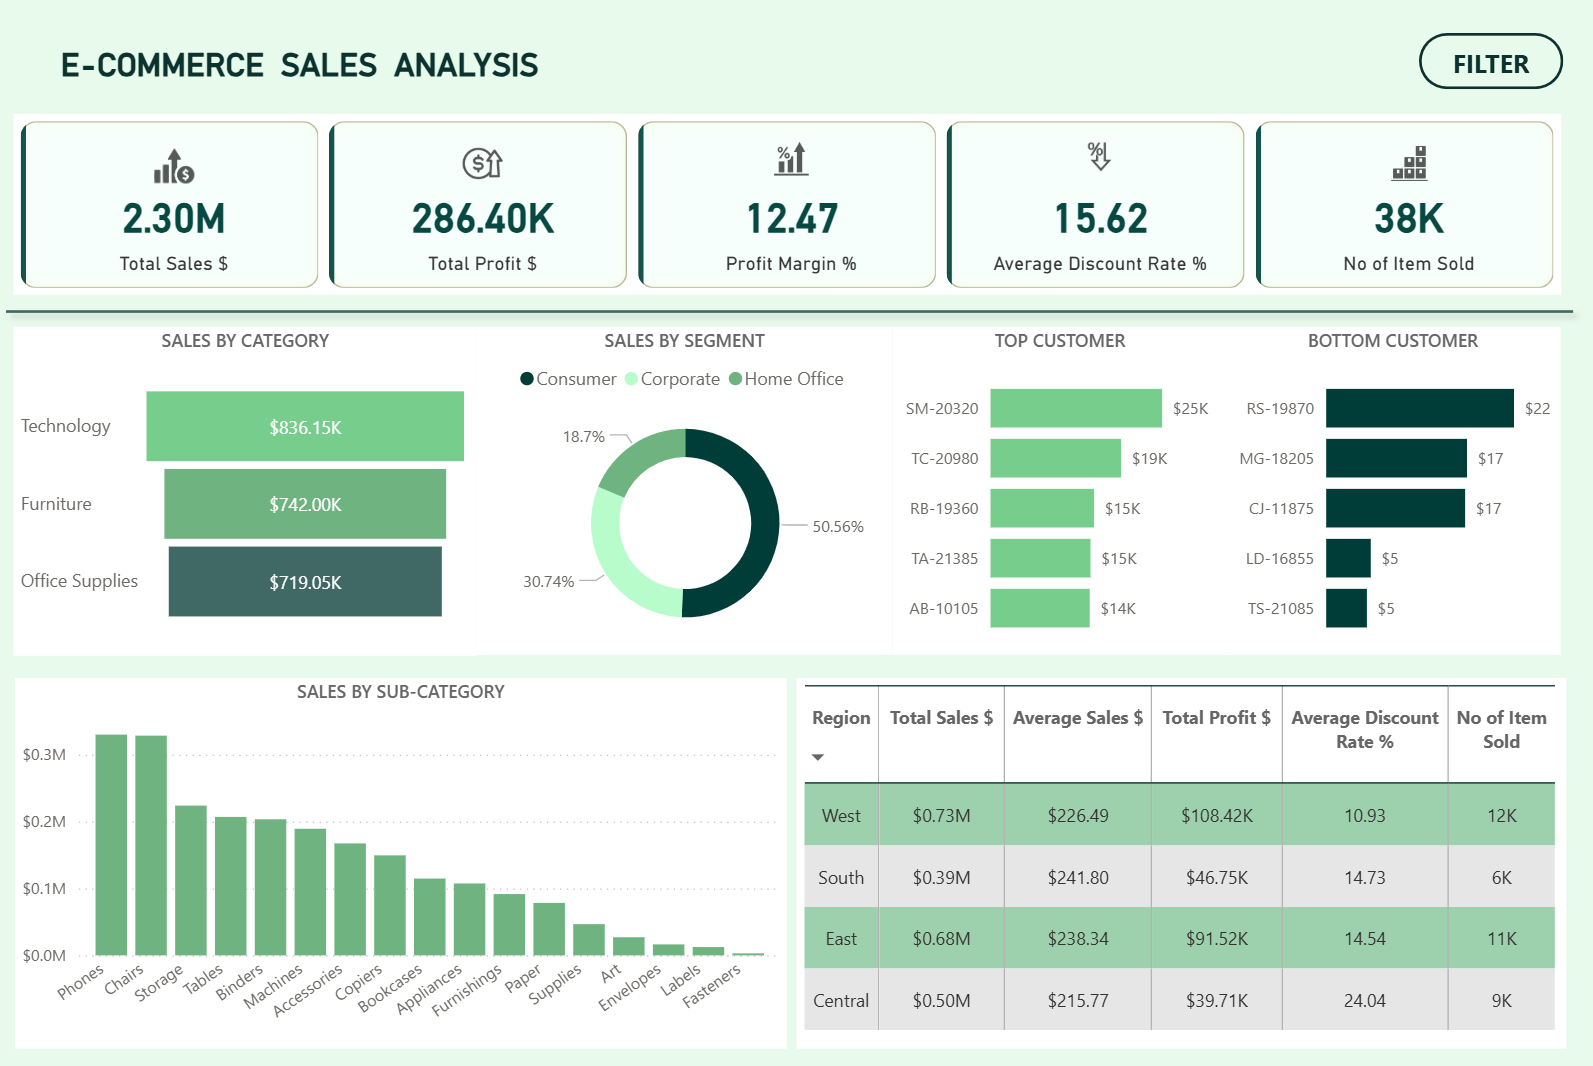 E-COMMERCE SALES ANALYSIS
FILTER
2.30M
Total Sales $
286.40K
Total Profit $
12.47
Profit Margin %
15.62
Average Discount Rate %
38K
No of Item Sold
SALES BY CATEGORY
Technology $836.15K
Furniture $742.00K
Office Supplies $719.05K
SALES BY SEGMENT
Consumer Corporate Home Office
18.7%
50.56%
30.74%
TOP CUSTOMER
SM-20320 $25K
TC-20980 $19K
RB-19360 $15K
TA-21385 $15K
AB-10105 $14K
BOTTOM CUSTOMER
RS-19870 $22
MG-18205 $17
CJ-11875 $17
LD-16855 $5
TS-21085 $5
SALES BY SUB-CATEGORY
$0.3M
$0.2M
$0.1M
$0.0M
Phones Chairs Storage Tables Binders Machines Accessories Copiers Bookcases Appliances Furnishings Paper Supplies Art Envelopes Labels Fasteners
Region Total Sales $ Average Sales $ Total Profit $ Average Discount Rate % No of Item Sold
West $0.73M $226.49 $108.42K 10.93 12K
South $0.39M $241.80 $46.75K 14.73 6K
East $0.68M $238.34 $91.52K 14.54 11K
Central $0.50M $215.77 $39.71K 24.04 9K